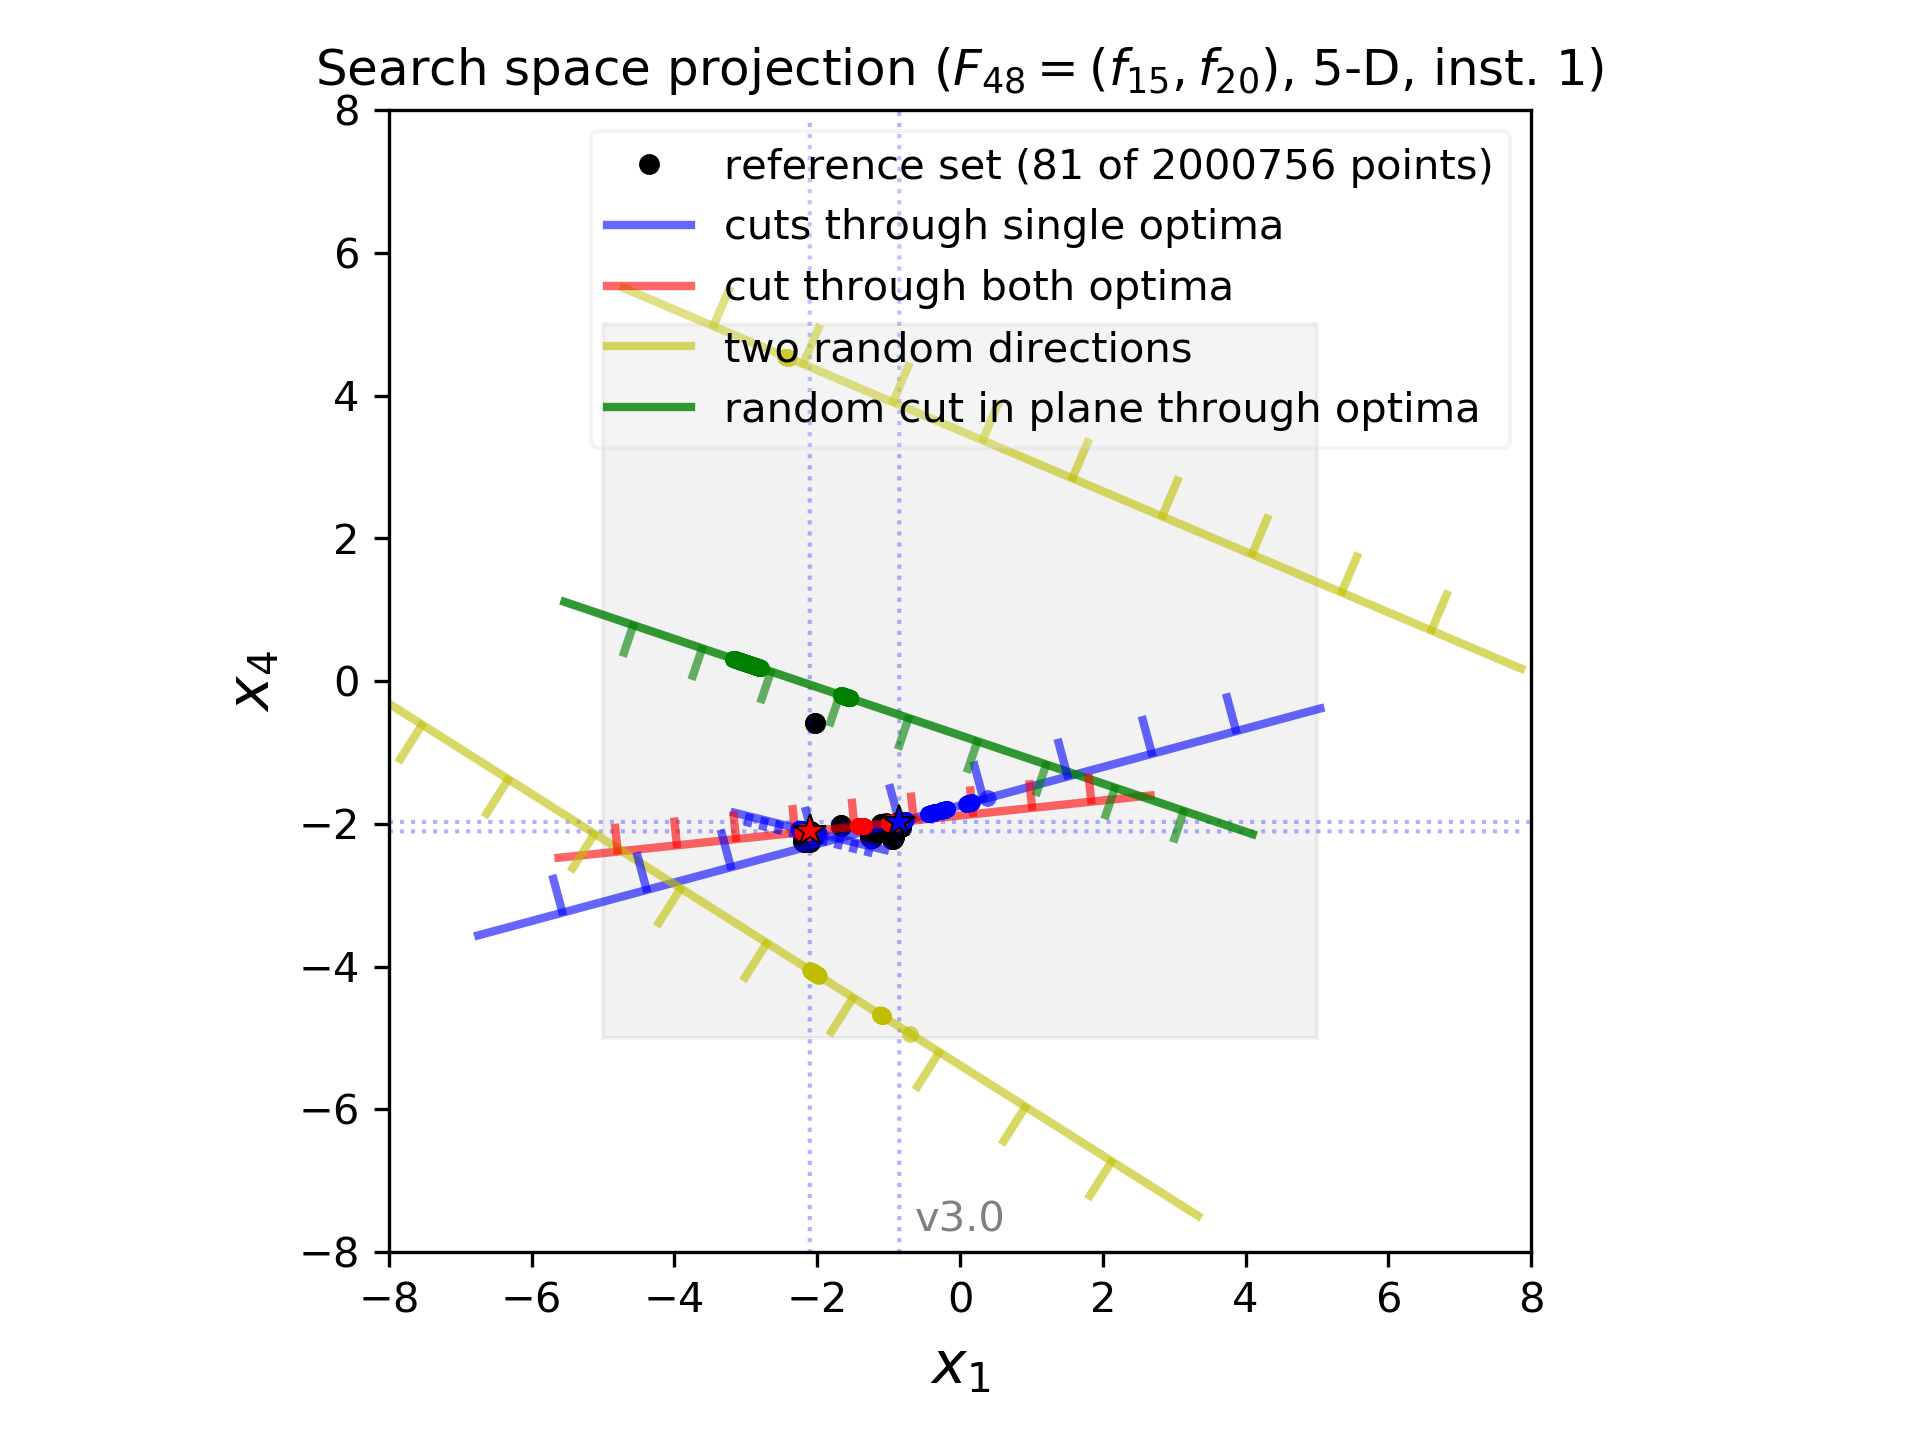 Search space projection (F48 = (f15, f20), 5-D, inst. 1)
reference set (81 of 2000756 points)
cuts through single optima
cut through both optima
two random directions
random cut in plane through optima
8
6
4
2
0
−2
−4
−6
−8
x4
v3.0
−8 −6 −4 −2 0 2 4 6 8
x1